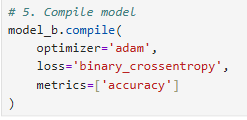 # 5. Compile model
model_b.compile(
    optimizer='adam',
    loss='binary_crossentropy',
    metrics=['accuracy']
)